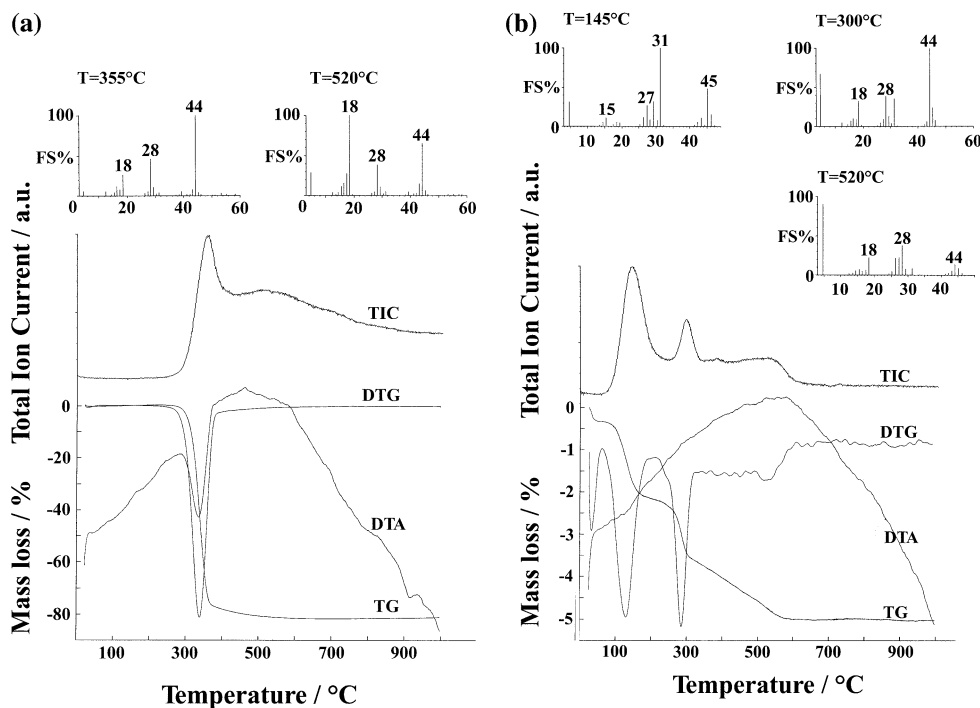 (a)
T=355°C
100
FS%
44
28
18
0
20
40
60
T=520°C
100
FS%
18
28
44
0
20
40
60
Total Ion Current / a.u.
Mass loss / %
TIC
DTG
DTA
TG
0
-20
-40
-60
-80
100
300
500
700
900
Temperature / °C
(b)
T=145°C
100
FS%
0
15
27
31
45
10
20
30
40
T=300°C
100
FS%
0
18
28
44
10
20
30
40
T=520°C
100
FS%
0
18
28
44
10
20
30
40
Total Ion Current / a.u.
Mass loss / %
TIC
DTG
DTA
TG
0
-1
-2
-3
-4
-5
100
300
500
700
900
Temperature / °C